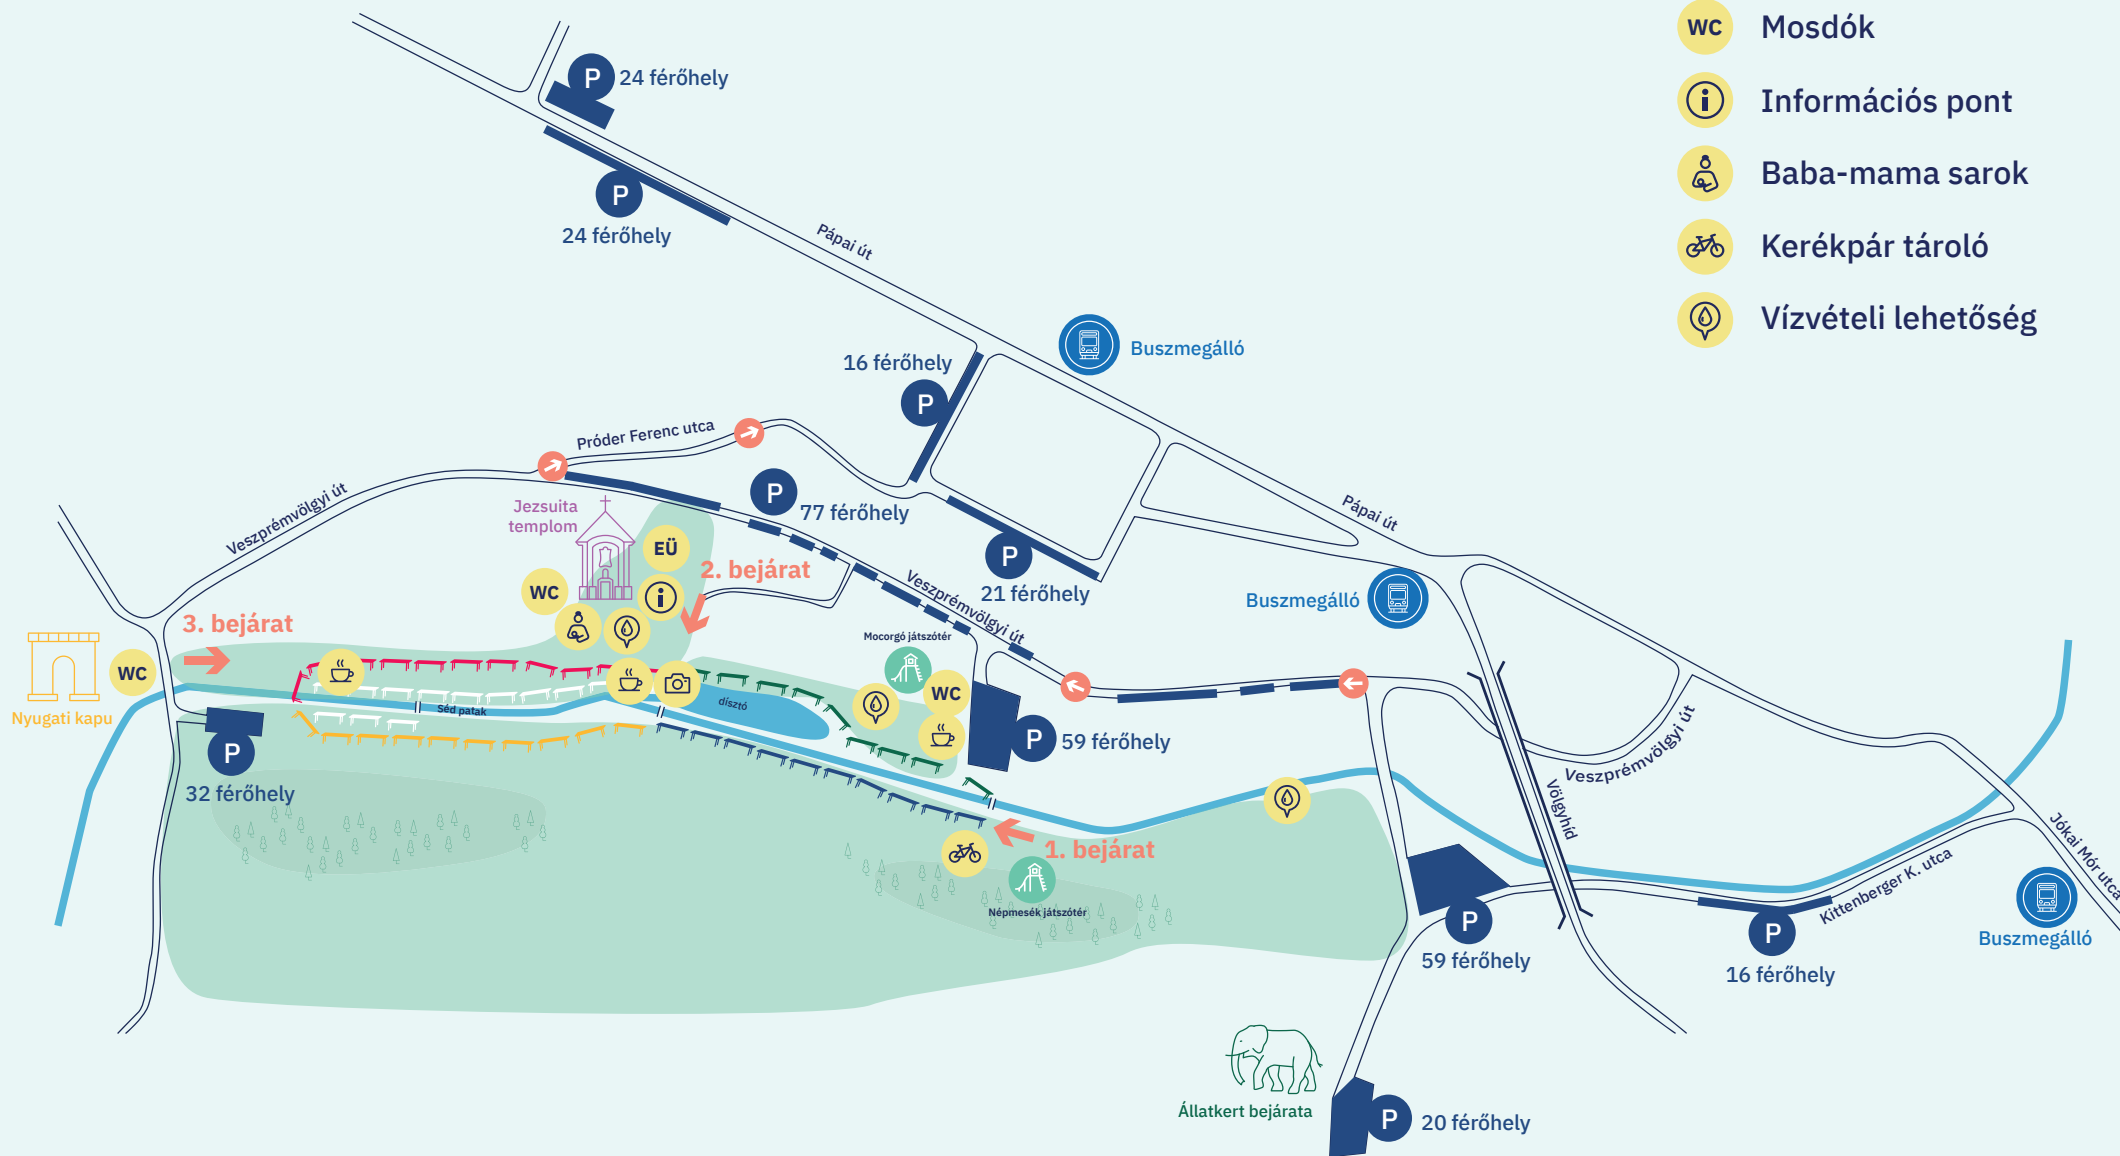 WC
Mosdók
Információs pont
Baba-mama sarok
Kerékpár tároló
Vízvételi lehetőség
P
24 férőhely
P
24 férőhely
Pápai út
Buszmegálló
16 férőhely
P
Próder Ferenc utca
Veszprémvölgyi út
P
77 férőhely
Jezsuita
templom
EÜ
2. bejárat
WC
P
21 férőhely
Veszprémvölgyi út
Pápai út
Buszmegálló
3. bejárat
WC
Nyugati kapu
Mocorgó játszótér
WC
Séd patak
dísztó
P
32 férőhely
P
59 férőhely
1. bejárat
Népmesék játszótér
Veszprémvölgyi út
Völgyhíd
Jókai Mór utca
Kittenberger K. utca
P
59 férőhely
P
16 férőhely
Buszmegálló
Állatkert bejárata
P
20 férőhely